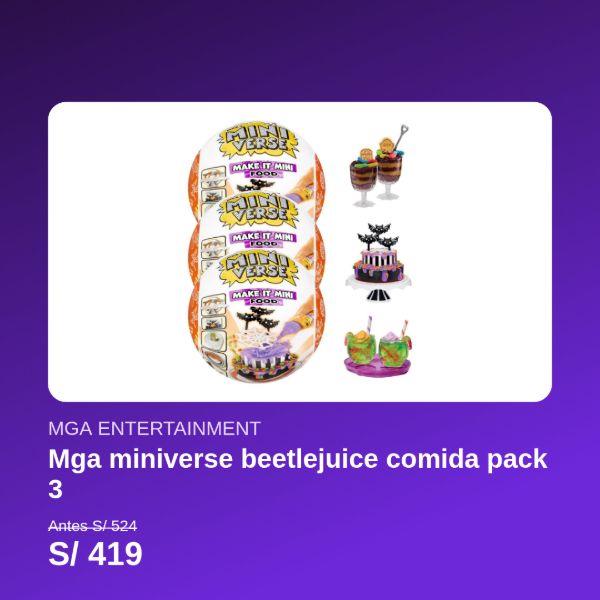 MINI
VERSE
MAKE IT MINI
FOOD
MINI
VERSE
MAKE IT MINI
FOOD
MINI
VERSE
MAKE IT MINI
FOOD
MGA ENTERTAINMENT
Mga miniverse beetlejuice comida pack
3
Antes S/ 524
S/ 419